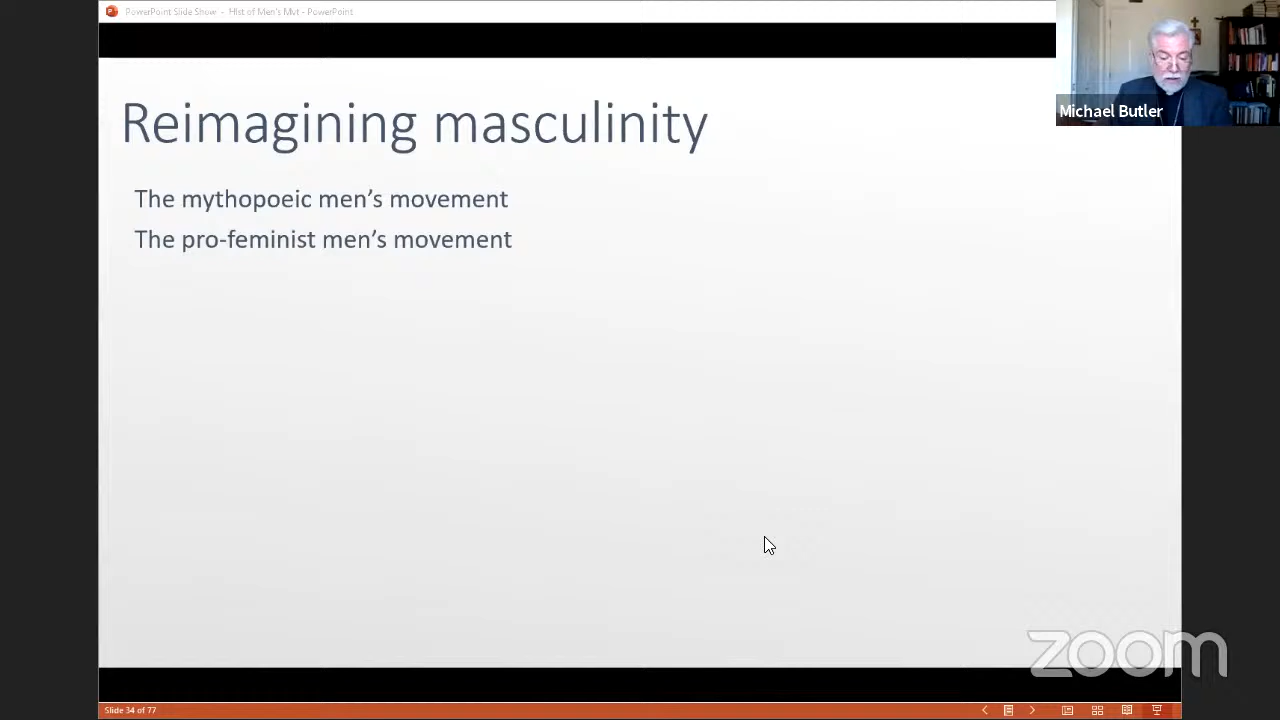 PowerPoint Slide Show - Hist of Men's Mvt - PowerPoint
Michael Butler
Reimagining masculinity
The mythopoeic men’s movement
The pro-feminist men’s movement
zoom
Slide 34 of 77